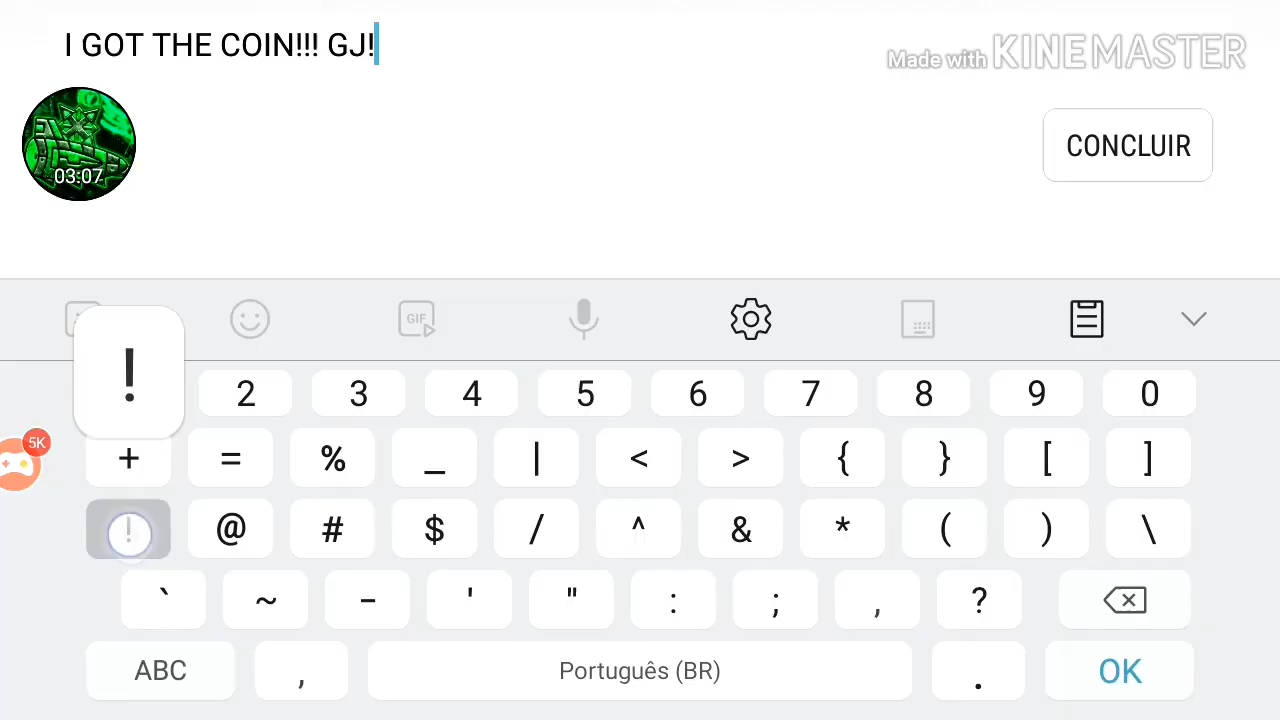 I GOT THE COIN!!! GJ!
Made with KINEMASTER
03:07
CONCLUIR
GIF
!
2 3 4 5 6 7 8 9 0
5K
+ = % _ | < > { } [ ]
! @ # $ / ^ & * ( ) \
` ~ - ' " : ; , ?
ABC , Português (BR) . OK